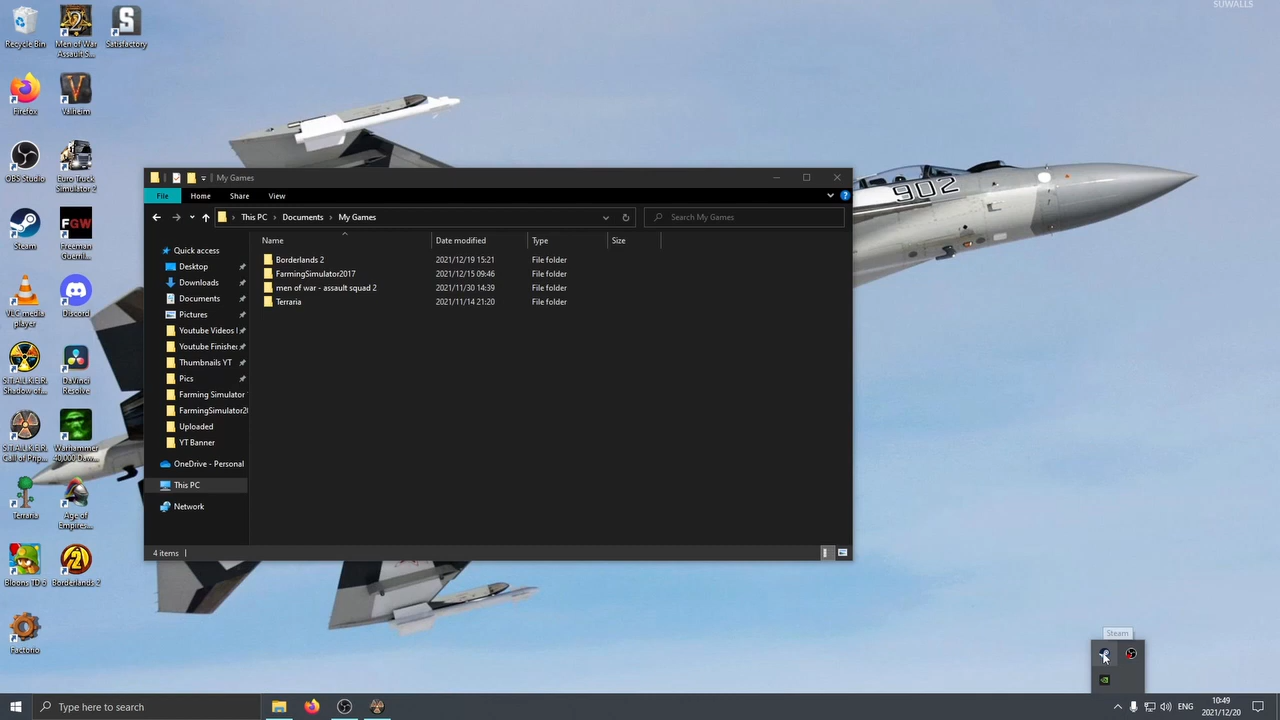 SUWALLS
Recycle Bin
Men of War
Assault S...
Satisfactory
Firefox
Valheim
OBS Studio
Euro Truck
Simulator 2
Steam
Freeman
Guerril...
FGW
VLC media
player
Discord
S.T.A.L.K.E.R.
Shadow of...
DaVinci
Resolve
S.T.A.L.K.E.R.
Call of Prip...
Warhammer
40,000 Daw...
Terraria
Age of
Empires...
Bloons TD 6
Borderlands 2
Factorio
902
My Games
File
Home
Share
View
This PC
Documents
My Games
Search My Games
Name
Date modified
Type
Size
Borderlands 2
2021/12/19 15:21
File folder
FarmingSimulator2017
2021/12/15 09:46
File folder
men of war - assault squad 2
2021/11/30 14:39
File folder
Terraria
2021/11/14 21:20
File folder
Quick access
Desktop
Downloads
Documents
Pictures
Youtube Videos
Youtube Finishe
Thumbnails YT
Pics
Farming Simulator
FarmingSimulator20
Uploaded
YT Banner
OneDrive - Personal
This PC
Network
4 items
Steam
Type here to search
ENG
10:49
2021/12/20